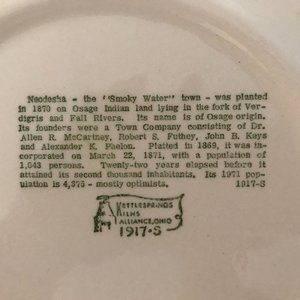 Neodesha - the "Smoky Water" town - was planted
in 1870 on Osage Indian land lying in the fork of Ver-
digris and Fall Rivers. Its name is of Osage origin.
Its founders were a Town Company consisting of Dr.
Allen R. McCartney, Robert S. Futhey, John B. Keys
and Alexander K. Phelon. Platted in 1869, it was in-
corporated on March 22, 1871, with a population of
1,043 persons. Twenty-two years elapsed before it
attained its second thousand inhabitants. Its 1971 pop-
ulation is 4,376 - mostly optimists. 1917-S
KETTLESPRINGS
KILNS
ALLIANCE, OHIO
1917-S